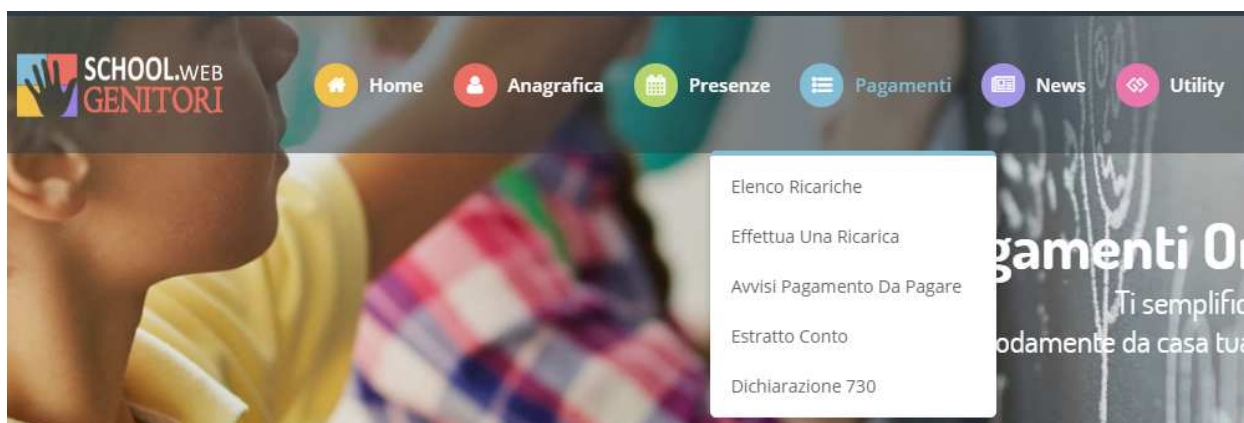 SCHOOL.WEB
GENITORI
Home
Anagrafica
Presenze
Pagamenti
News
Utility
Elenco Ricariche
Effettua Una Ricarica
Avvisi Pagamento Da Pagare
Estratto Conto
Dichiarazione 730
gamenti O
Ti semplific
odamente da casa tua